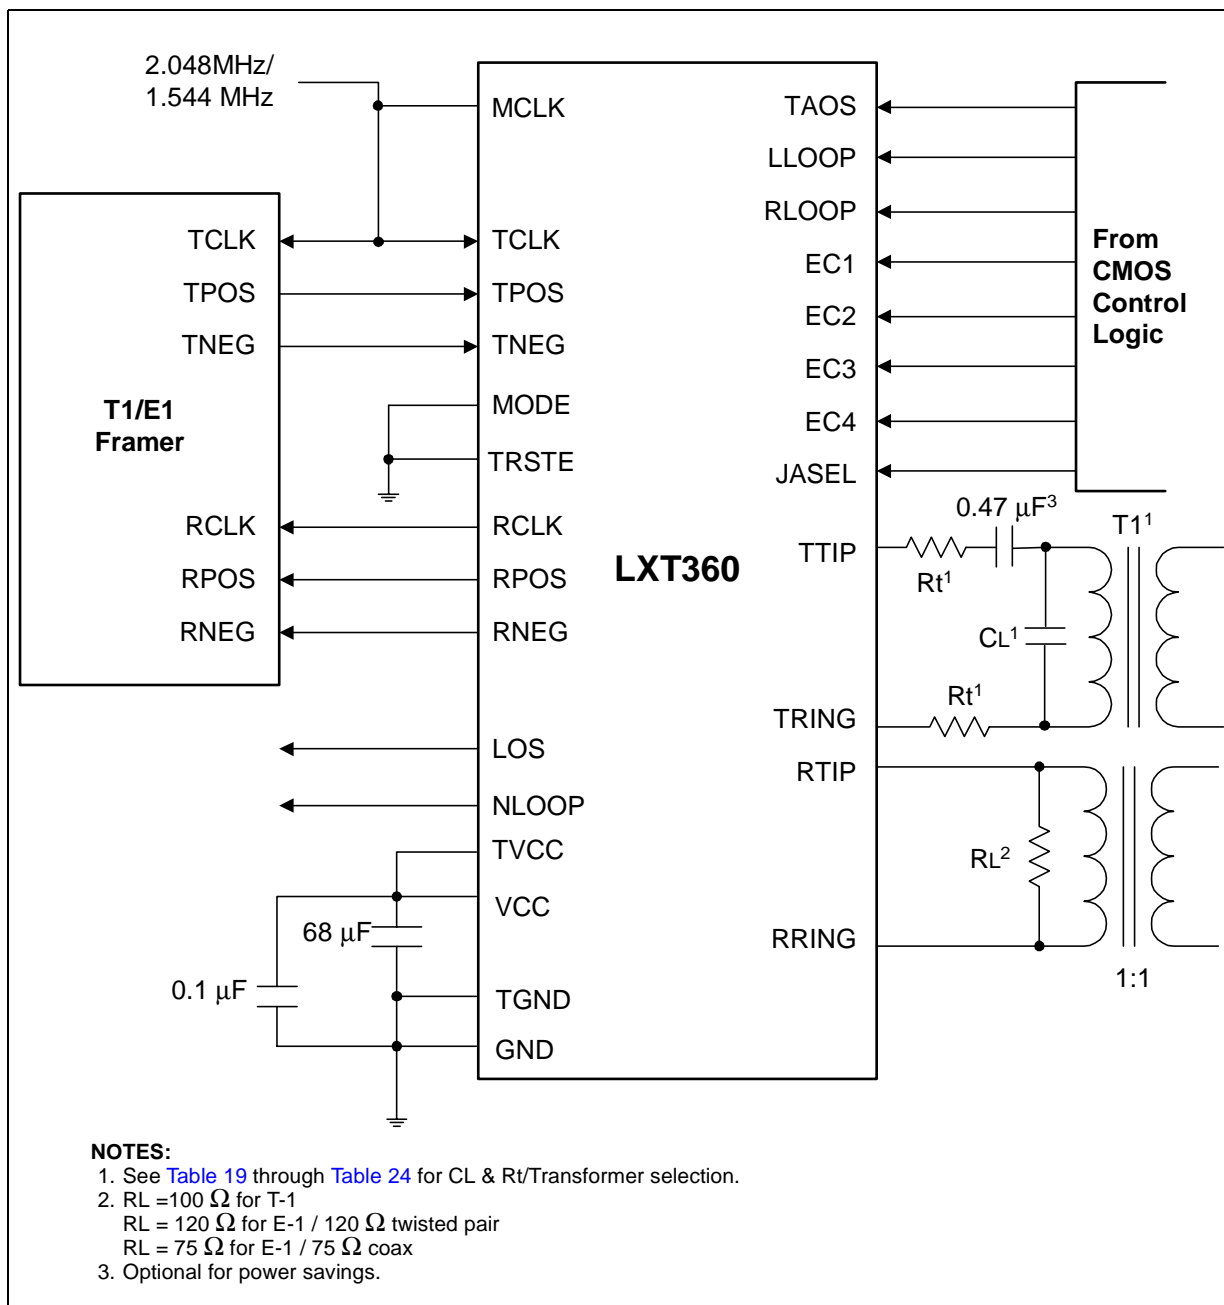 2.048MHz/
1.544 MHz
T1/E1
Framer
TCLK
TPOS
TNEG
RCLK
RPOS
RNEG
LXT360
MCLK
TCLK
TPOS
TNEG
MODE
TRSTE
RCLK
RPOS
RNEG
LOS
NLOOP
TVCC
VCC
TGND
GND
68 µF
0.1 µF
TAOS
LLOOP
RLOOP
EC1
EC2
EC3
EC4
JASEL
TTIP
TRING
RTIP
RRING
From
CMOS
Control
Logic
0.47 µF³
T1¹
Rt¹
CL¹
Rt¹
RL²
1:1
NOTES:
1. See Table 19 through Table 24 for CL & Rt/Transformer selection.
2. RL =100 Ω for T-1
RL = 120 Ω for E-1 / 120 Ω twisted pair
RL = 75 Ω for E-1 / 75 Ω coax
3. Optional for power savings.